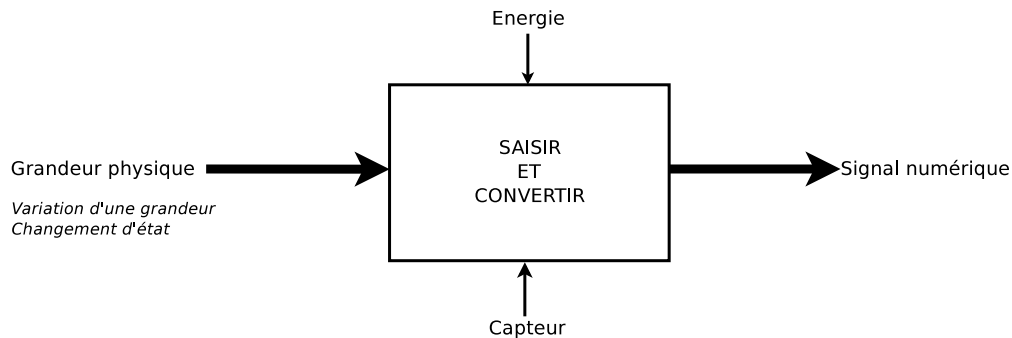 Energie
SAISIR
ET
CONVERTIR
Grandeur physique
Signal numérique
Variation d'une grandeur
Changement d'état
Capteur